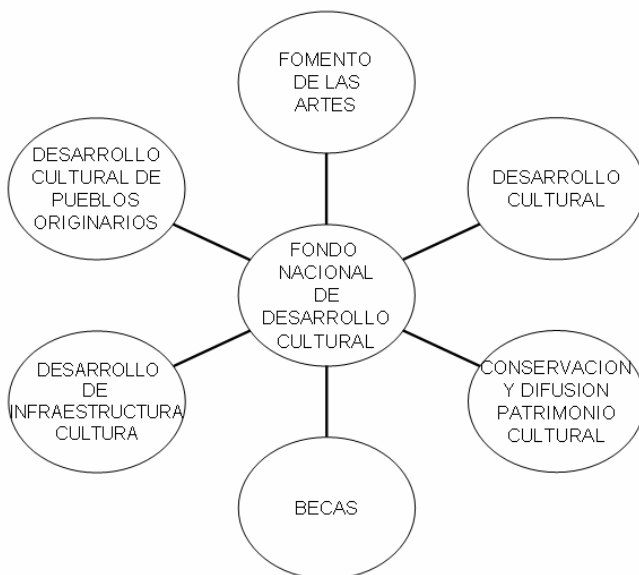 FOMENTO
DE LAS
ARTES
DESARROLLO
CULTURAL DE
PUEBLOS
ORIGINARIOS
DESARROLLO
CULTURAL
FONDO
NACIONAL
DE
DESARROLLO
CULTURAL
DESARROLLO
DE
INFRAESTRUCTURA
CULTURA
CONSERVACION
Y DIFUSION
PATRIMONIO
CULTURAL
BECAS